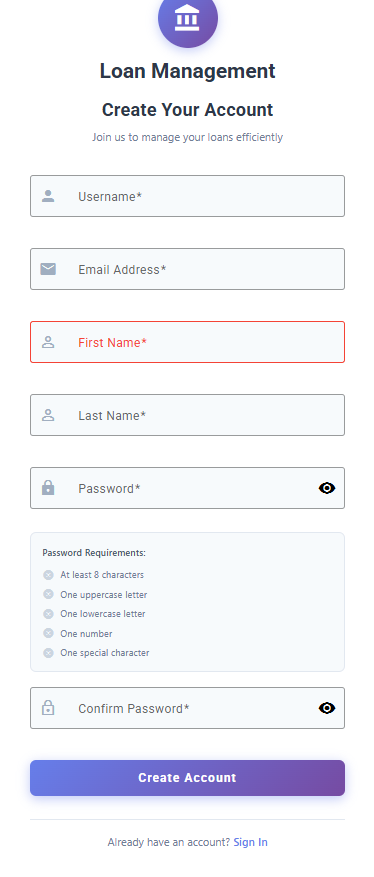 Loan Management
Create Your Account
Join us to manage your loans efficiently
Username*
Email Address*
First Name*
Last Name*
Password*
Password Requirements:
At least 8 characters
One uppercase letter
One lowercase letter
One number
One special character
Confirm Password*
Create Account
Already have an account? Sign In